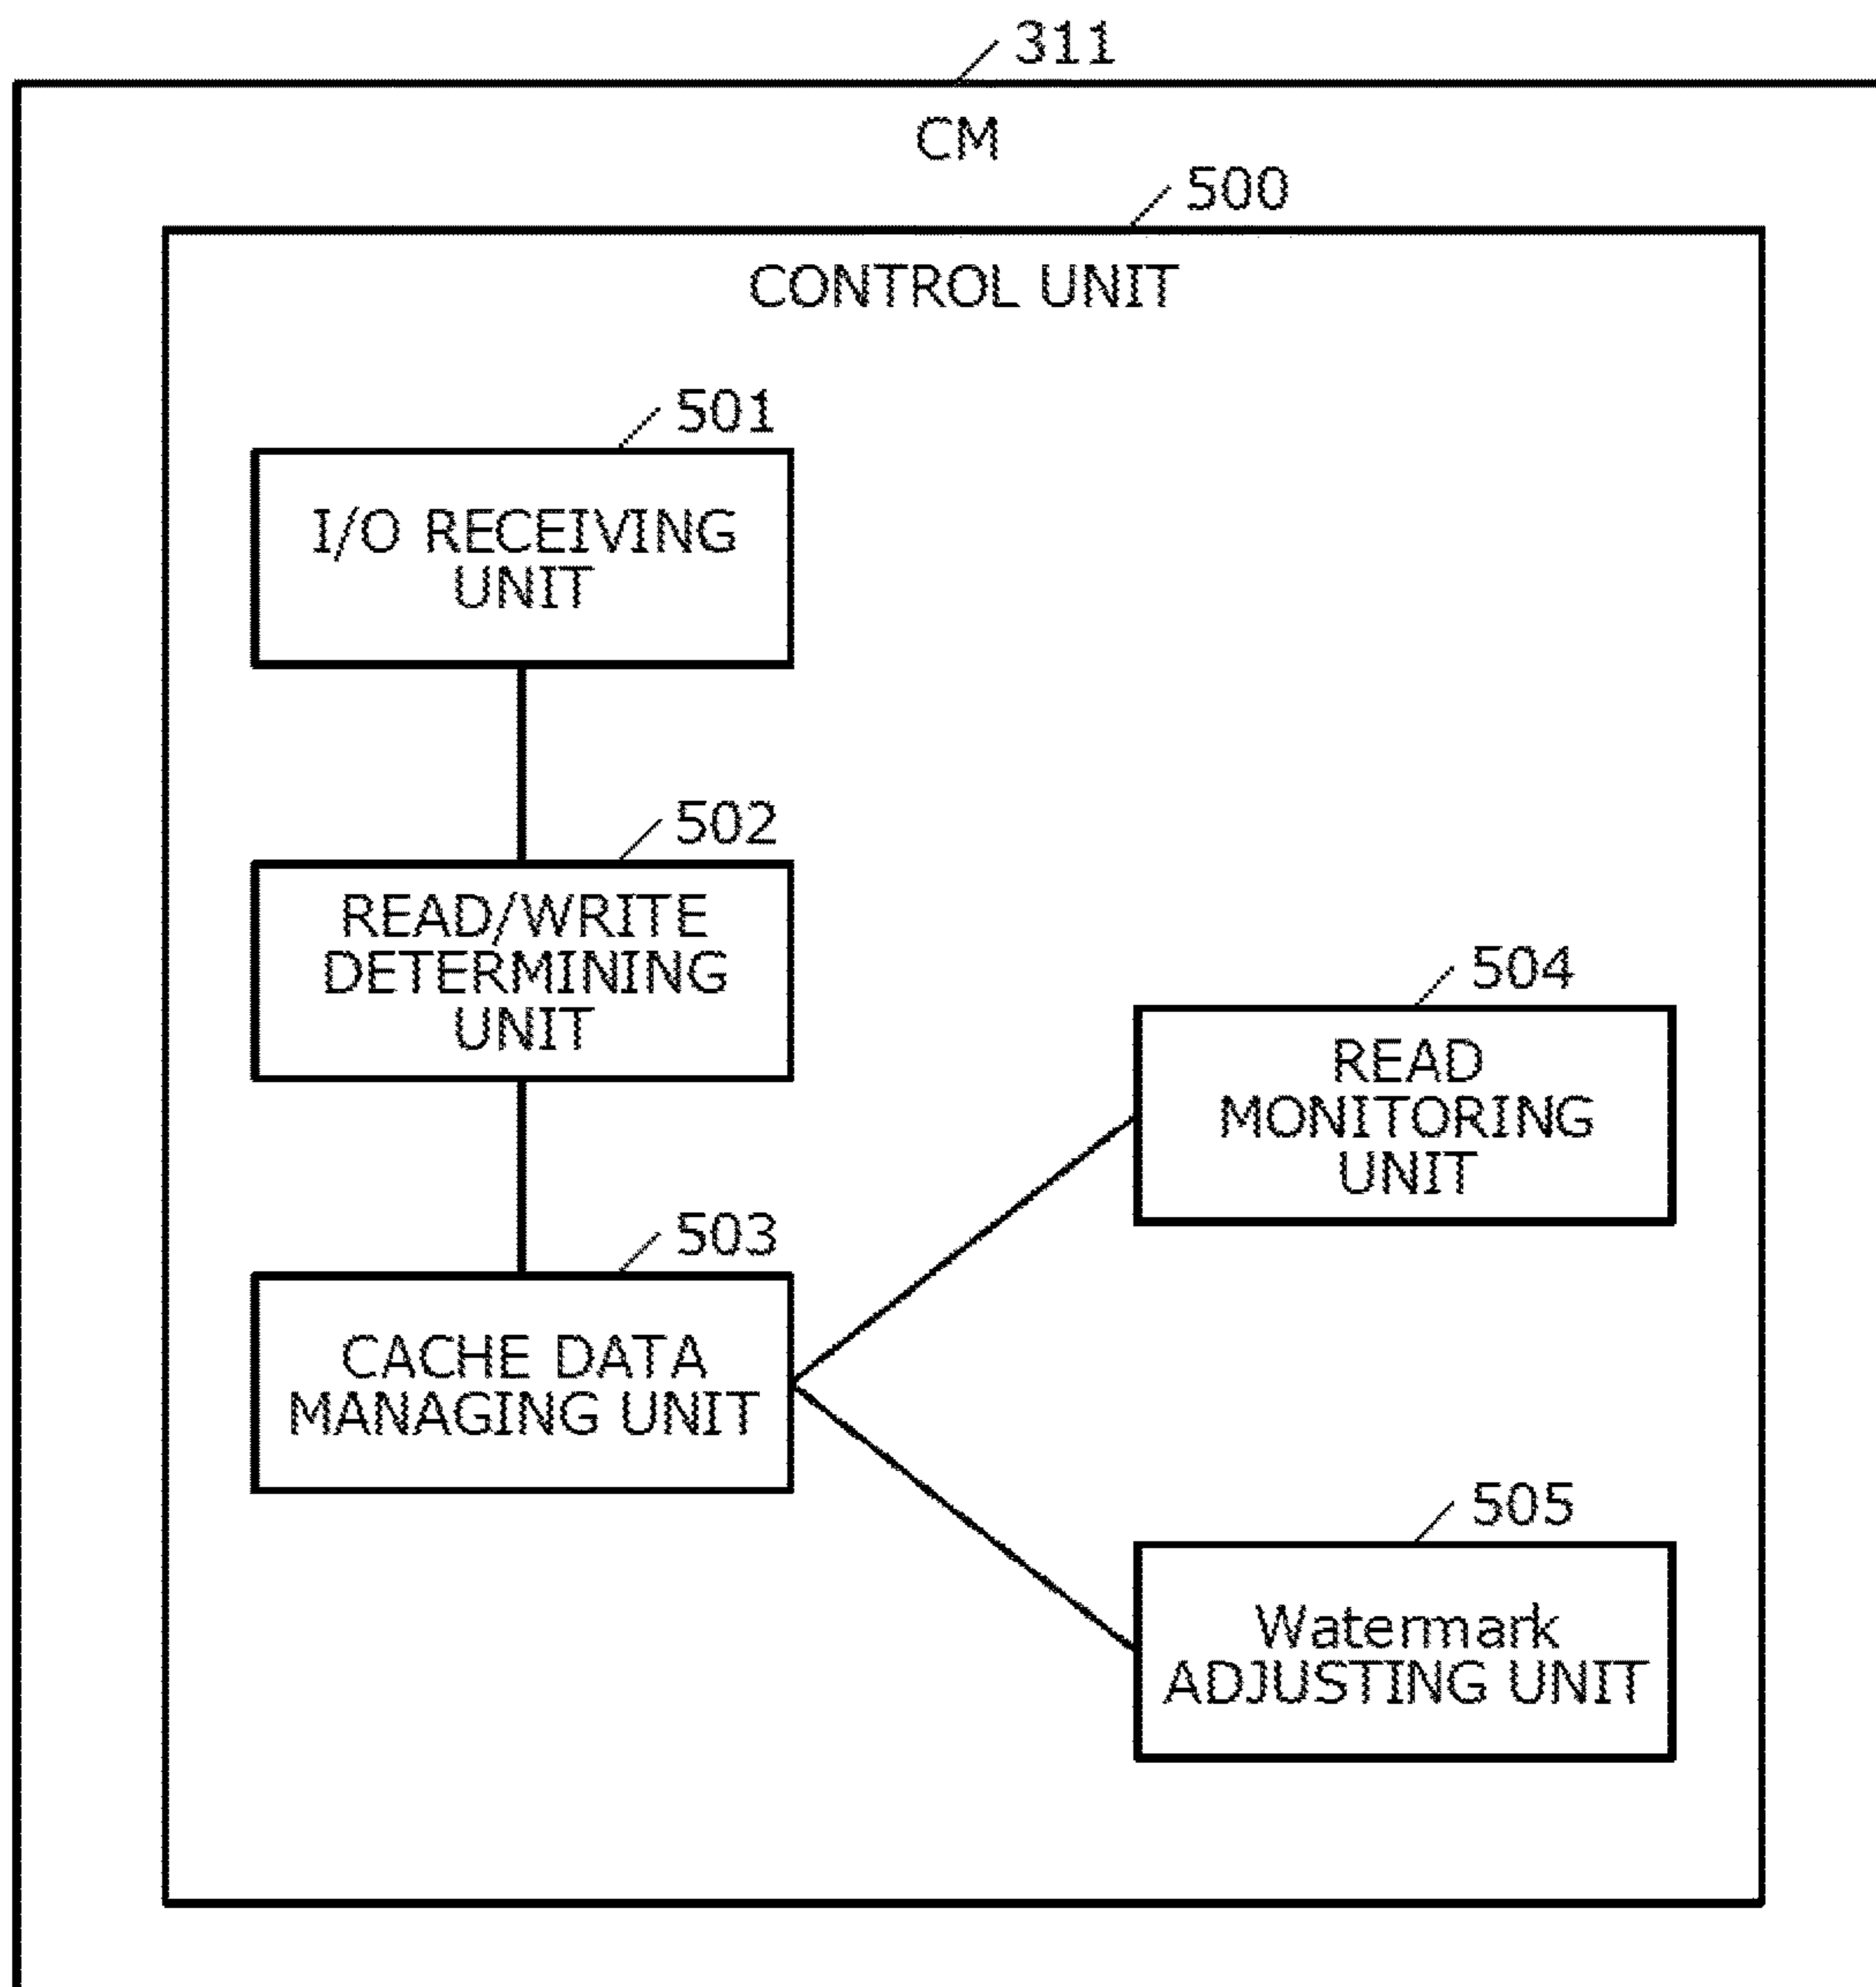 311
CM
500
CONTROL UNIT
501
I/O RECEIVING
UNIT
502
READ/WRITE
DETERMINING
UNIT
504
READ
MONITORING
UNIT
503
CACHE DATA
MANAGING UNIT
505
Watermark
ADJUSTING UNIT